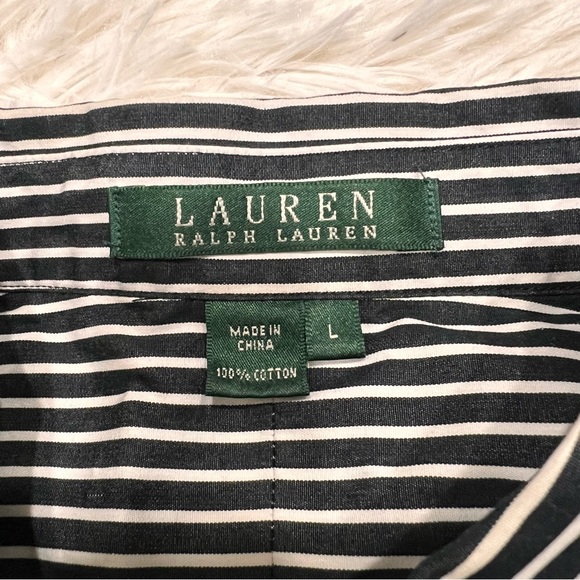 LAUREN
RALPH LAUREN
MADE IN
CHINA
100% COTTON
L